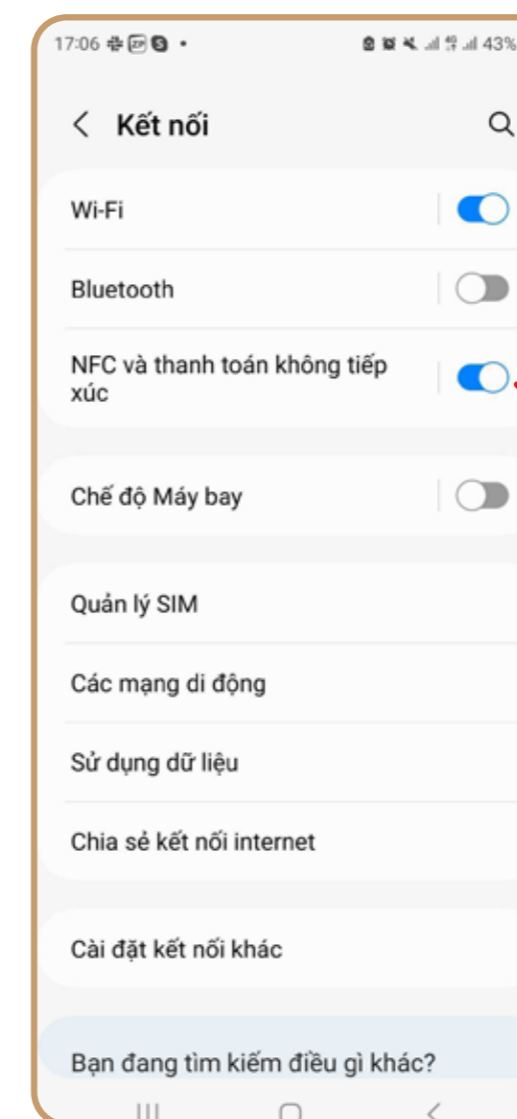 17:06 ZP S 43%
Kết nối
Wi-Fi
Bluetooth
NFC và thanh toán không tiếp
xúc
Chế độ Máy bay
Quản lý SIM
Các mạng di động
Sử dụng dữ liệu
Chia sẻ kết nối internet
Cài đặt kết nối khác
Bạn đang tìm kiếm điều gì khác?